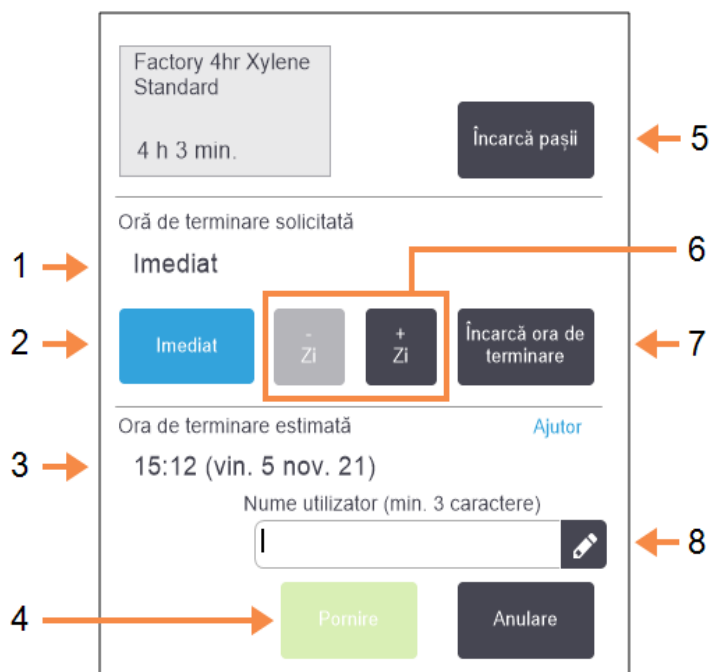 Factory 4hr Xylene
Standard
4 h 3 min.
Încarcă pașii
5
Oră de terminare solicitată
6
1
Imediat
2
Imediat
-
Zi
+
Zi
Încarcă ora de
terminare
7
Ora de terminare estimată
Ajutor
3
15:12 (vin. 5 nov. 21)
Nume utilizator (min. 3 caractere)
8
4
Pornire
Anulare